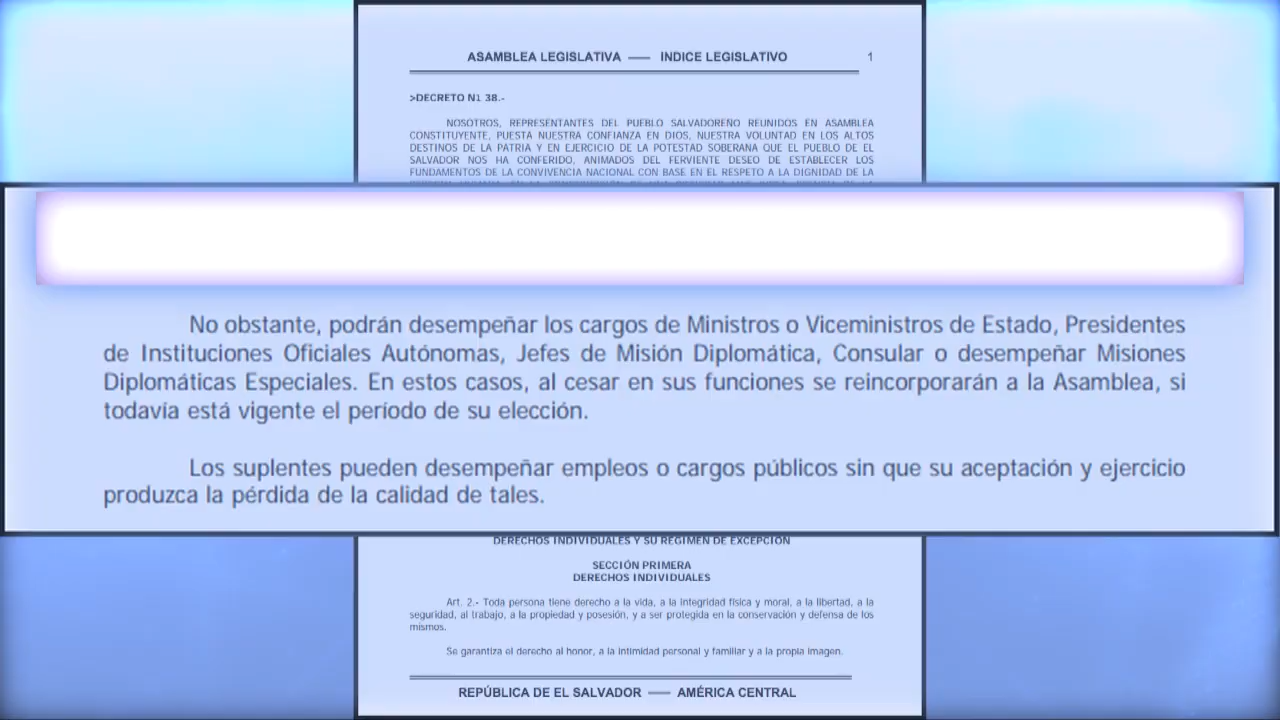 ASAMBLEA LEGISLATIVA —— INDICE LEGISLATIVO 1
>DECRETO N1 38.-
NOSOTROS, REPRESENTANTES DEL PUEBLO SALVADOREÑO REUNIDOS EN ASAMBLEA
CONSTITUYENTE, PUESTA NUESTRA CONFIANZA EN DIOS, NUESTRA VOLUNTAD EN LOS ALTOS
DESTINOS DE LA PATRIA Y EN EJERCICIO DE LA POTESTAD SOBERANA QUE EL PUEBLO DE EL
SALVADOR NOS HA CONFERIDO, ANIMADOS DEL FERVIENTE DESEO DE ESTABLECER LOS
FUNDAMENTOS DE LA CONVIVENCIA NACIONAL CON BASE EN EL RESPETO A LA DIGNIDAD DE LA
No obstante, podrán desempeñar los cargos de Ministros o Viceministros de Estado, Presidentes
de Instituciones Oficiales Autónomas, Jefes de Misión Diplomática, Consular o desempeñar Misiones
Diplomáticas Especiales. En estos casos, al cesar en sus funciones se reincorporarán a la Asamblea, si
todavía está vigente el período de su elección.
Los suplentes pueden desempeñar empleos o cargos públicos sin que su aceptación y ejercicio
produzca la pérdida de la calidad de tales.
DERECHOS INDIVIDUALES Y SU REGIMEN DE EXCEPCION
SECCIÓN PRIMERA
DERECHOS INDIVIDUALES
Art. 2.- Toda persona tiene derecho a la vida, a la integridad física y moral, a la libertad, a la
seguridad, al trabajo, a la propiedad y posesión, y a ser protegida en la conservación y defensa de los
mismos.
Se garantiza el derecho al honor, a la intimidad personal y familiar y a la propia imagen.
REPÚBLICA DE EL SALVADOR —— AMÉRICA CENTRAL